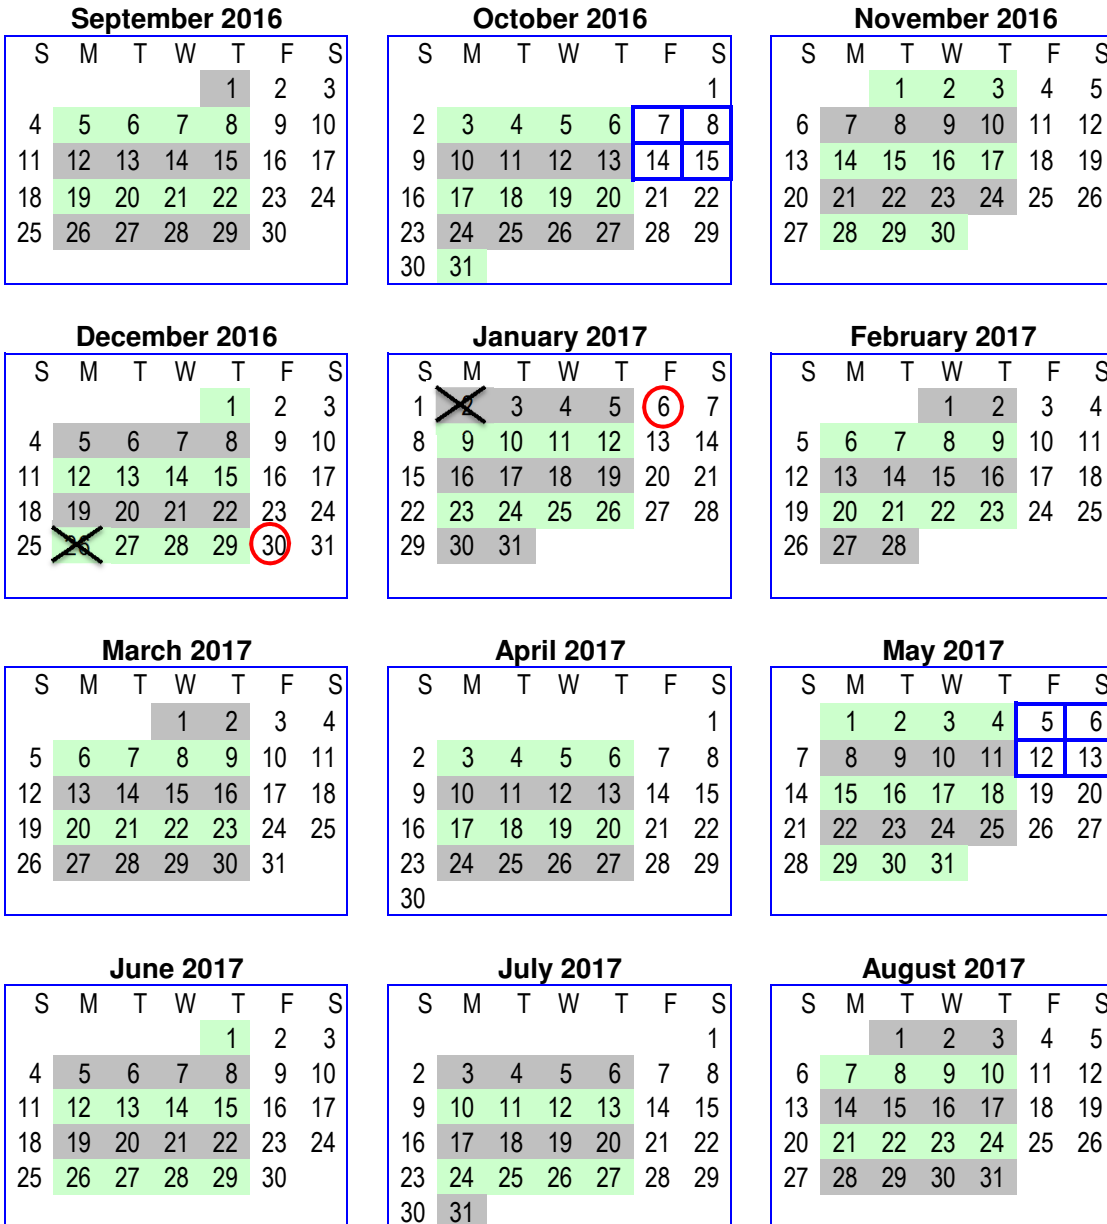 September 2016 October 2016 November 2016
S M T W T F S S M T W T F S S M T W T F S
1 2 3 1 1 2 3 4 5
4 5 6 7 8 9 10 2 3 4 5 6 7 8 6 7 8 9 10 11 12
11 12 13 14 15 16 17 9 10 11 12 13 14 15 13 14 15 16 17 18 19
18 19 20 21 22 23 24 16 17 18 19 20 21 22 20 21 22 23 24 25 26
25 26 27 28 29 30 23 24 25 26 27 28 29 27 28 29 30
30 31
December 2016 January 2017 February 2017
S M T W T F S S M T W T F S S M T W T F S
1 2 3 1 2 3 4 5 6 7 1 2 3 4
4 5 6 7 8 9 10 8 9 10 11 12 13 14 5 6 7 8 9 10 11
11 12 13 14 15 16 17 15 16 17 18 19 20 21 12 13 14 15 16 17 18
18 19 20 21 22 23 24 22 23 24 25 26 27 28 19 20 21 22 23 24 25
25 26 27 28 29 30 31 29 30 31 26 27 28
March 2017 April 2017 May 2017
S M T W T F S S M T W T F S S M T W T F S
1 2 3 4 1 1 2 3 4 5 6
5 6 7 8 9 10 11 2 3 4 5 6 7 8 7 8 9 10 11 12 13
12 13 14 15 16 17 18 9 10 11 12 13 14 15 14 15 16 17 18 19 20
19 20 21 22 23 24 25 16 17 18 19 20 21 22 21 22 23 24 25 26 27
26 27 28 29 30 31 23 24 25 26 27 28 29 28 29 30 31
30
June 2017 July 2017 August 2017
S M T W T F S S M T W T F S S M T W T F S
1 2 3 1 1 2 3 4 5
4 5 6 7 8 9 10 2 3 4 5 6 7 8 6 7 8 9 10 11 12
11 12 13 14 15 16 17 9 10 11 12 13 14 15 13 14 15 16 17 18 19
18 19 20 21 22 23 24 16 17 18 19 20 21 22 20 21 22 23 24 25 26
25 26 27 28 29 30 23 24 25 26 27 28 29 27 28 29 30 31
30 31